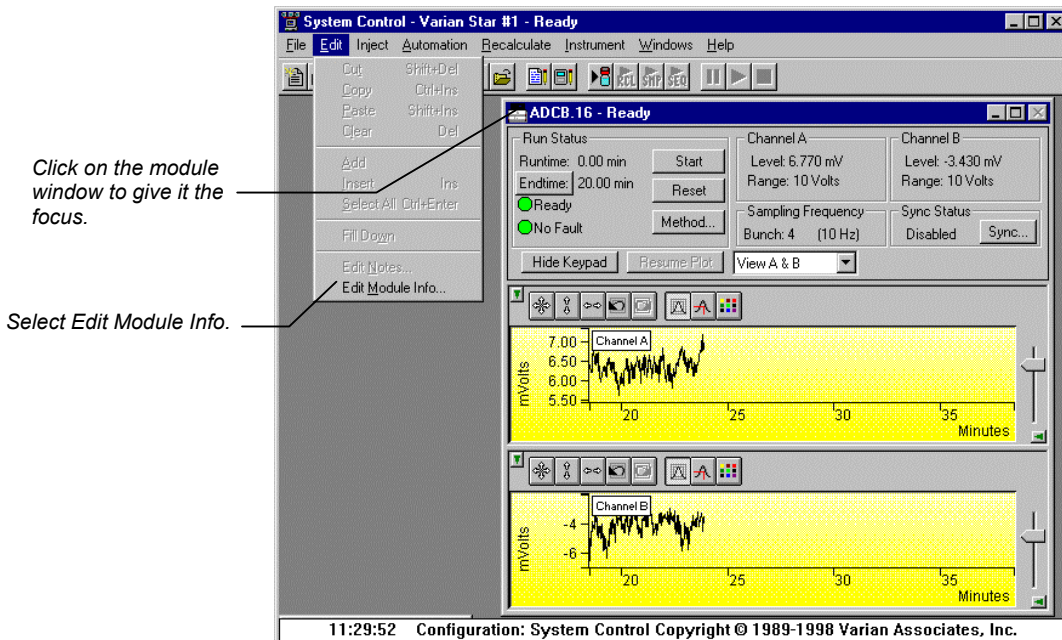 System Control - Varian Star #1 - Ready
File Edit Inject Automation Recalculate Instrument Windows Help
Cut Shift+Del
Copy Ctrl+Ins
Paste Shift+Ins
Clear Del
Add
Insert Ins
Select All Ctrl+Enter
Fill Down
Edit Notes...
Edit Module Info...
RCL SMP SEQ
Click on the module
window to give it the
focus.
Select Edit Module Info.
ADCB.16 - Ready
Run Status
Runtime: 0.00 min Start
Endtime: 20.00 min Reset
Ready
No Fault Method...
Channel A
Level: 6.770 mV
Range: 10 Volts
Channel B
Level: -3.430 mV
Range: 10 Volts
Sampling Frequency
Bunch: 4 (10 Hz)
Sync Status
Disabled Sync...
Hide Keypad Resume Plot View A & B
Channel A
mVolts
7.00
6.50
6.00
5.50
20 25 30 35
Minutes
Channel B
mVolts
-4
-6
20 25 30 35
Minutes
11:29:52 Configuration: System Control Copyright © 1989-1998 Varian Associates, Inc.